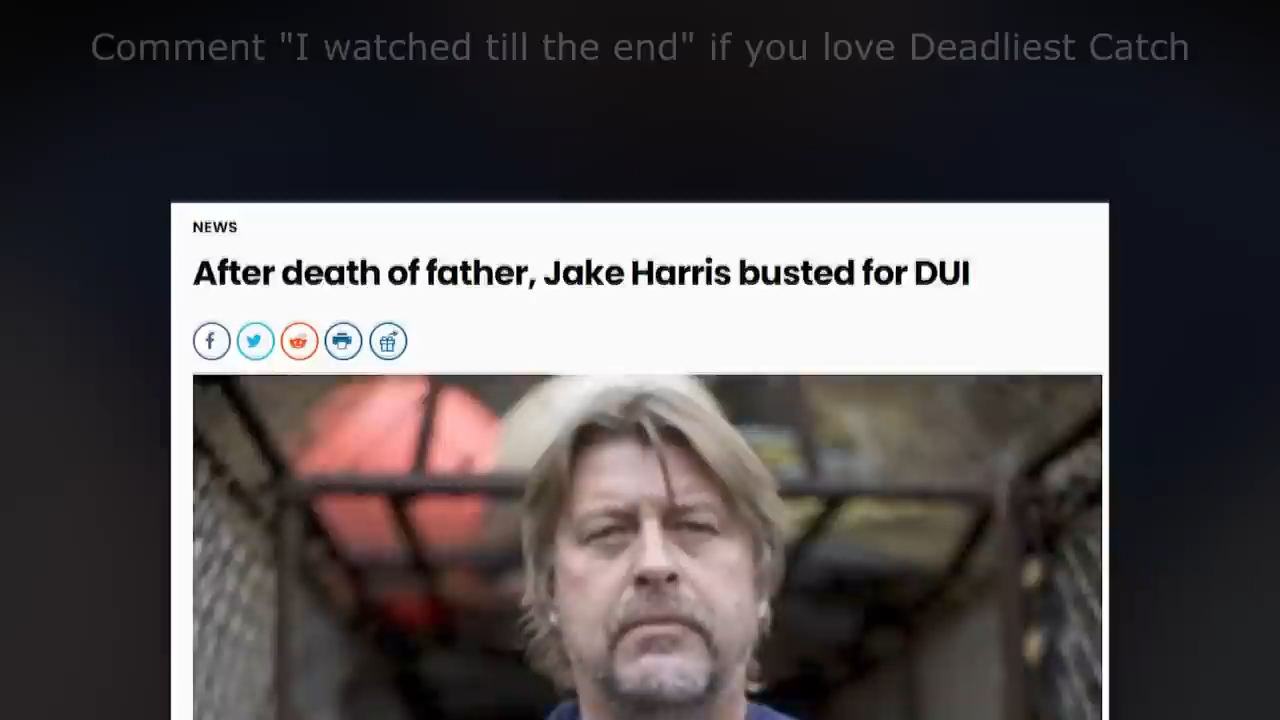 Comment "I watched till the end" if you love Deadliest Catch
NEWS
After death of father, Jake Harris busted for DUI